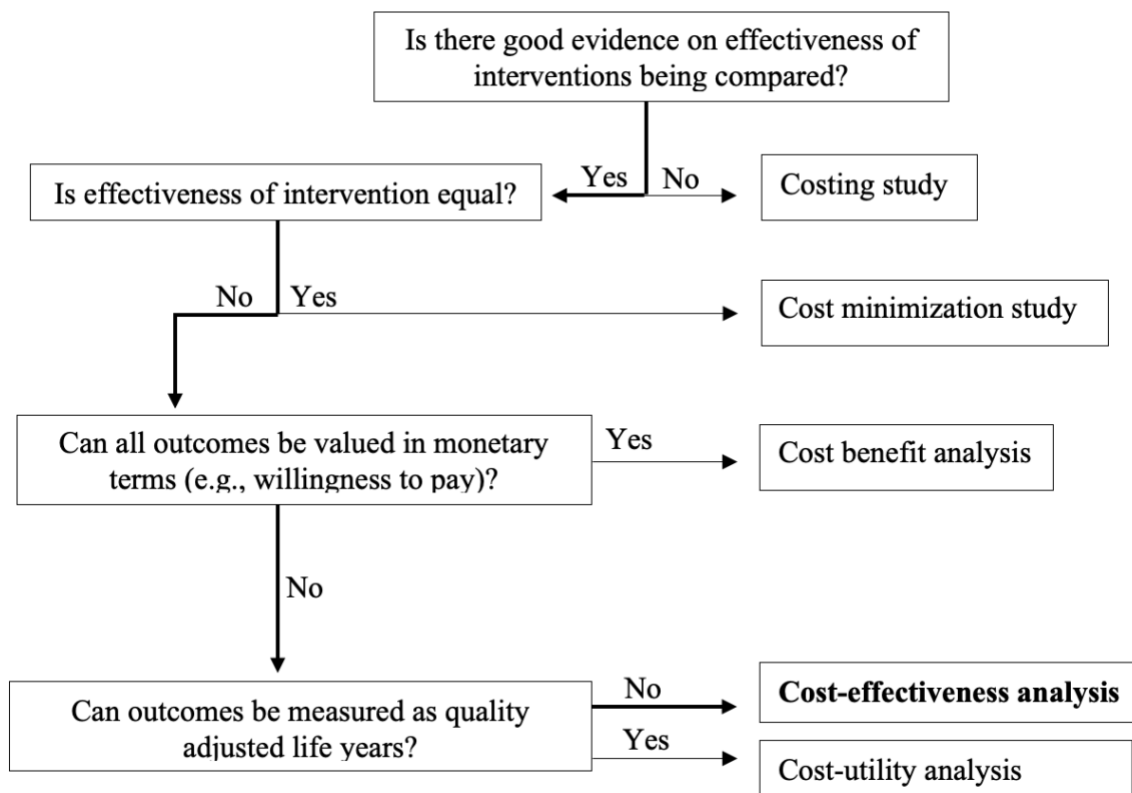 Is there good evidence on effectiveness of
interventions being compared?
Yes
No
Is effectiveness of intervention equal?
Costing study
No
Yes
Cost minimization study
Can all outcomes be valued in monetary
terms (e.g., willingness to pay)?
Yes
Cost benefit analysis
No
Can outcomes be measured as quality
adjusted life years?
No
Cost-effectiveness analysis
Yes
Cost-utility analysis